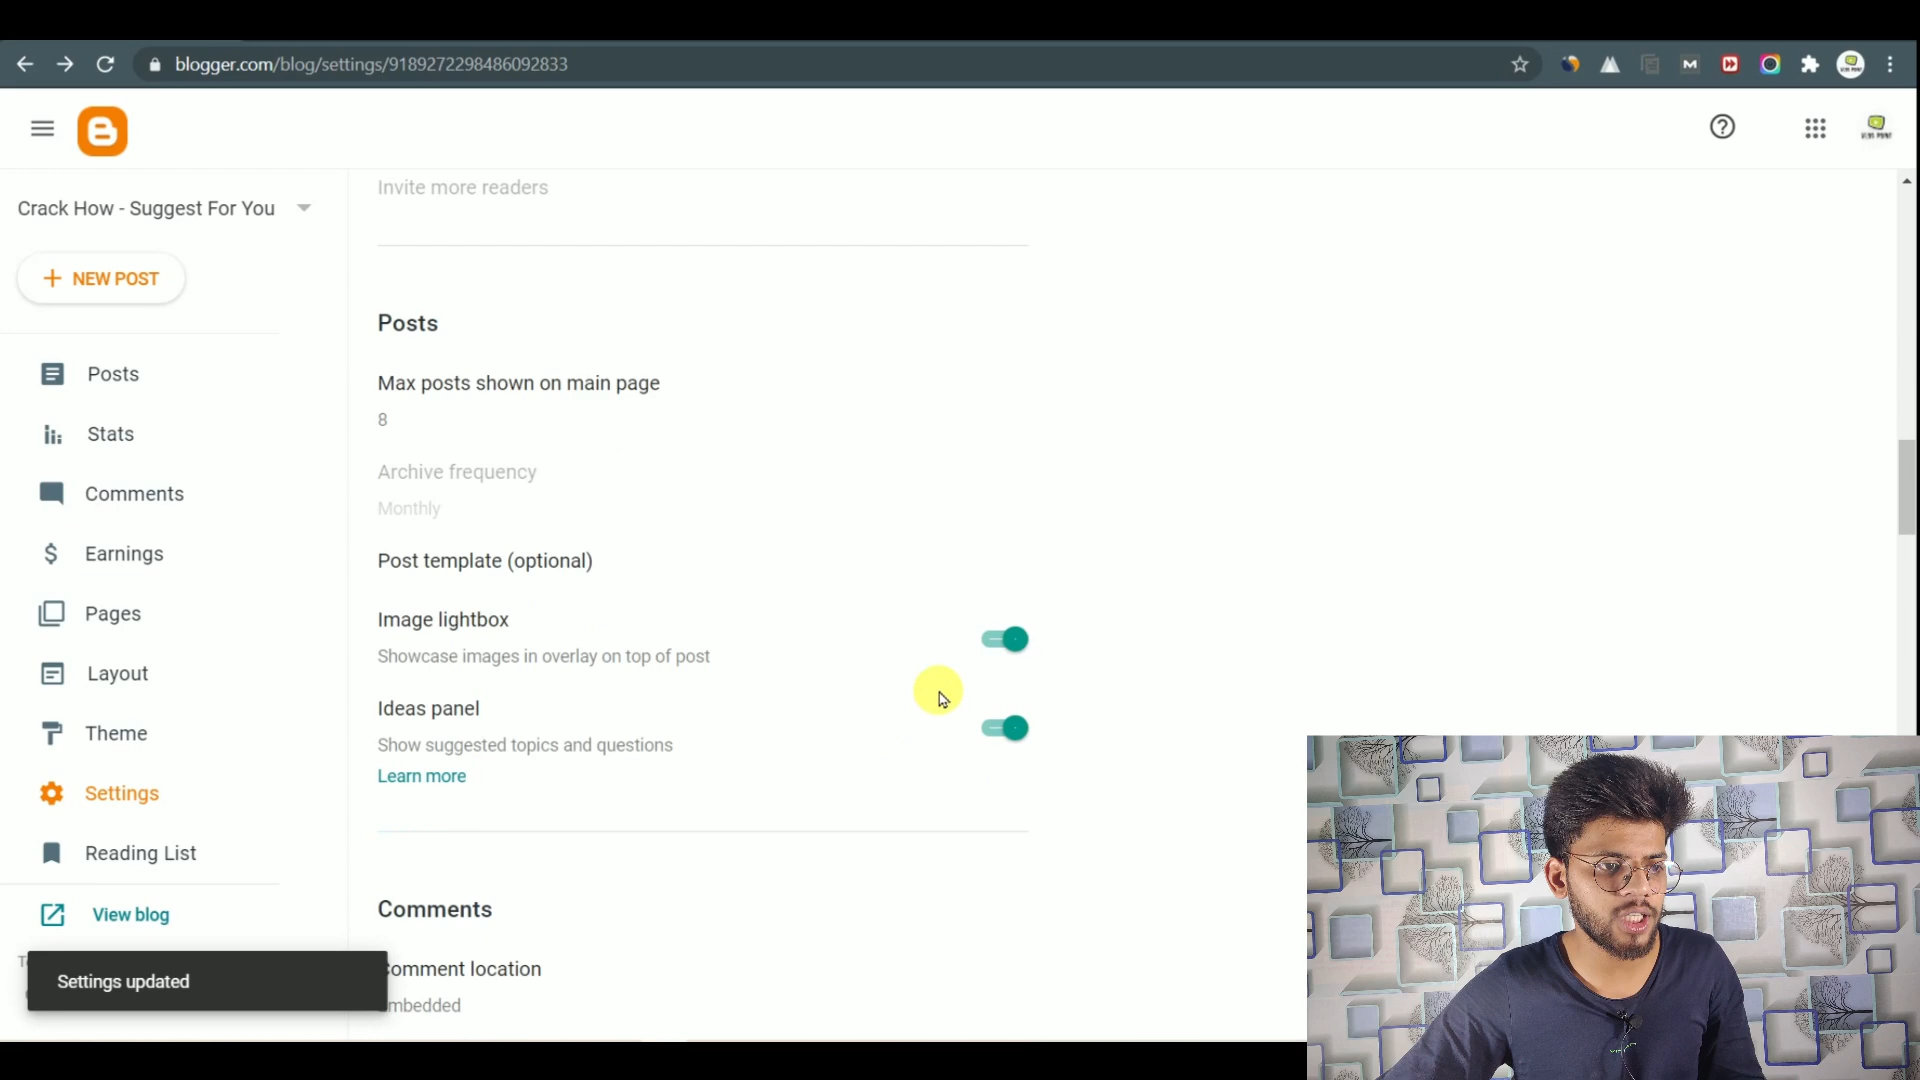 blogger.com/blog/settings/9189272298486092833
Crack How - Suggest For You
NEW POST
Posts
Stats
Comments
Earnings
Pages
Layout
Theme
Settings
Reading List
View blog
Settings updated
Invite more readers
Posts
Max posts shown on main page
8
Archive frequency
Monthly
Post template (optional)
Image lightbox
Showcase images in overlay on top of post
Ideas panel
Show suggested topics and questions
Learn more
Comments
omment location
mbedded